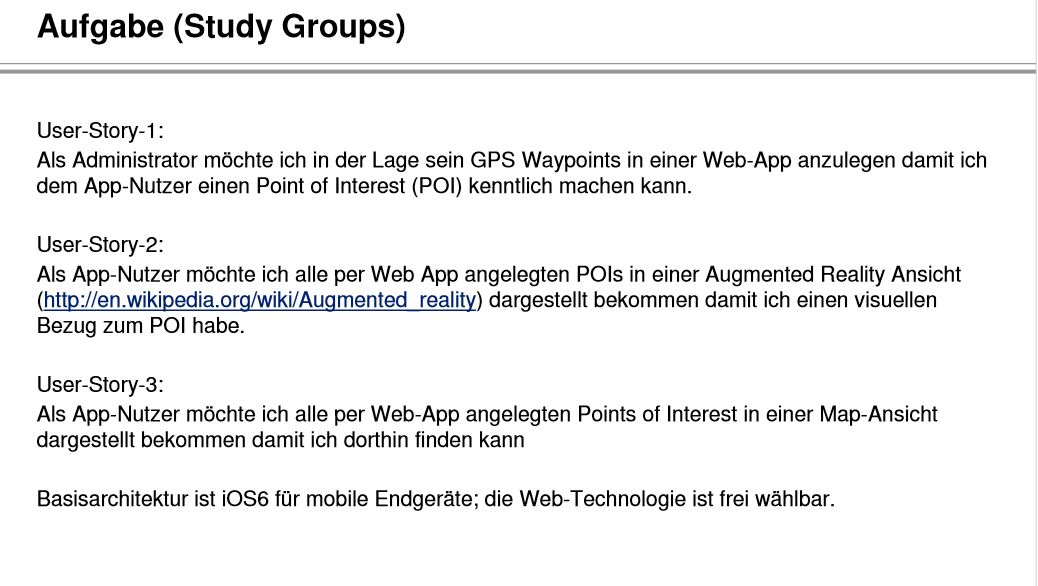 Aufgabe (Study Groups)
User-Story-1:
Als Administrator möchte ich in der Lage sein GPS Waypoints in einer Web-App anzulegen damit ich
dem App-Nutzer einen Point of Interest (POI) kenntlich machen kann.
User-Story-2:
Als App-Nutzer möchte ich alle per Web App angelegten POIs in einer Augmented Reality Ansicht
(http://en.wikipedia.org/wiki/Augmented_reality) dargestellt bekommen damit ich einen visuellen
Bezug zum POI habe.
User-Story-3:
Als App-Nutzer möchte ich alle per Web-App angelegten Points of Interest in einer Map-Ansicht
dargestellt bekommen damit ich dorthin finden kann
Basisarchitektur ist iOS6 für mobile Endgeräte; die Web-Technologie ist frei wählbar.